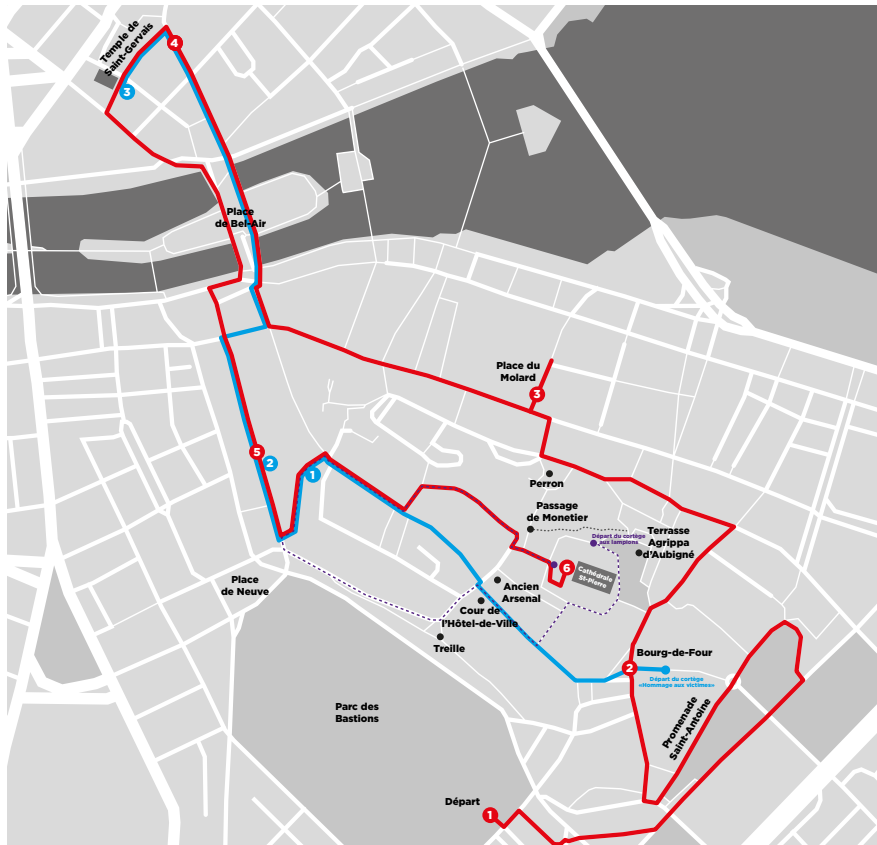 Temple de
Saint-Gervais
4
3
Place
de Bel-Air
Place du
Molard
3
5
2
1
Perron
Passage
de Monetier
Départ du cortège
aux lampions
Terrasse
Agrippa
d'Aubigné
6
Cathédrale
St-Pierre
Place
de Neuve
Ancien
Arsenal
Cour de
l'Hôtel-de-Ville
Treille
Bourg-de-Four
2
Départ du cortège
«Hommage aux victimes»
Parc des
Bastions
Promenade
Saint-Antoine
Départ
1